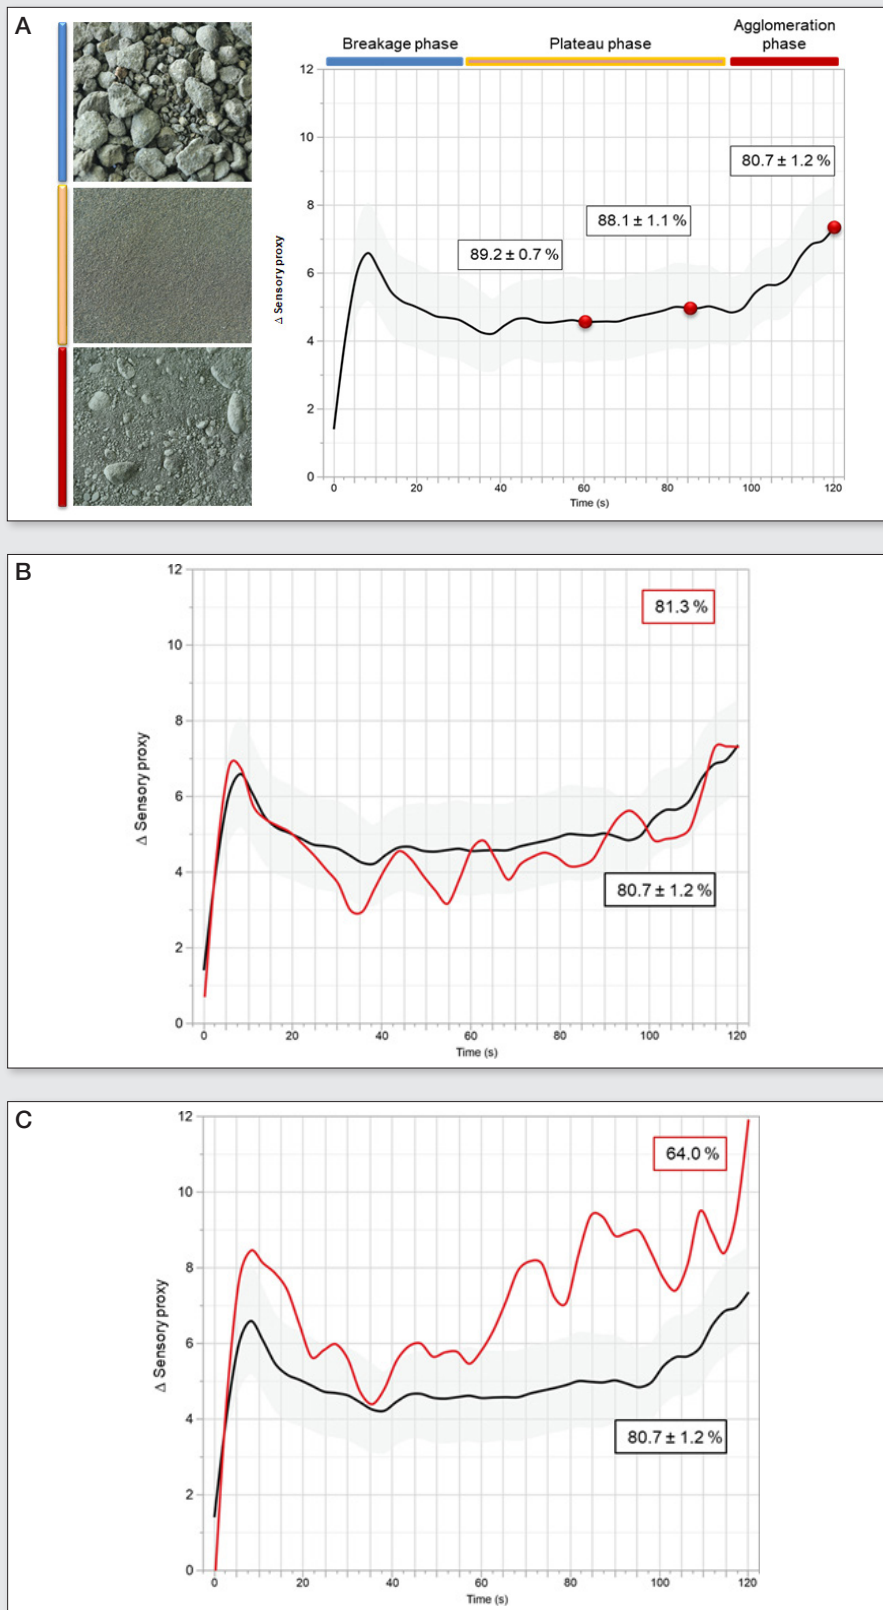 A
Breakage phase
Plateau phase
Agglomeration
phase
12
10
8
6
4
2
0
Δ Sensory proxy
89.2 ± 0.7 %
88.1 ± 1.1 %
80.7 ± 1.2 %
0 20 40 60 80 100 120
Time (s)
B
12
10
8
6
4
2
0
Δ Sensory proxy
81.3 %
80.7 ± 1.2 %
0 20 40 60 80 100 120
Time (s)
C
12
10
8
6
4
2
0
Δ Sensory proxy
64.0 %
80.7 ± 1.2 %
0 20 40 60 80 100 120
Time (s)